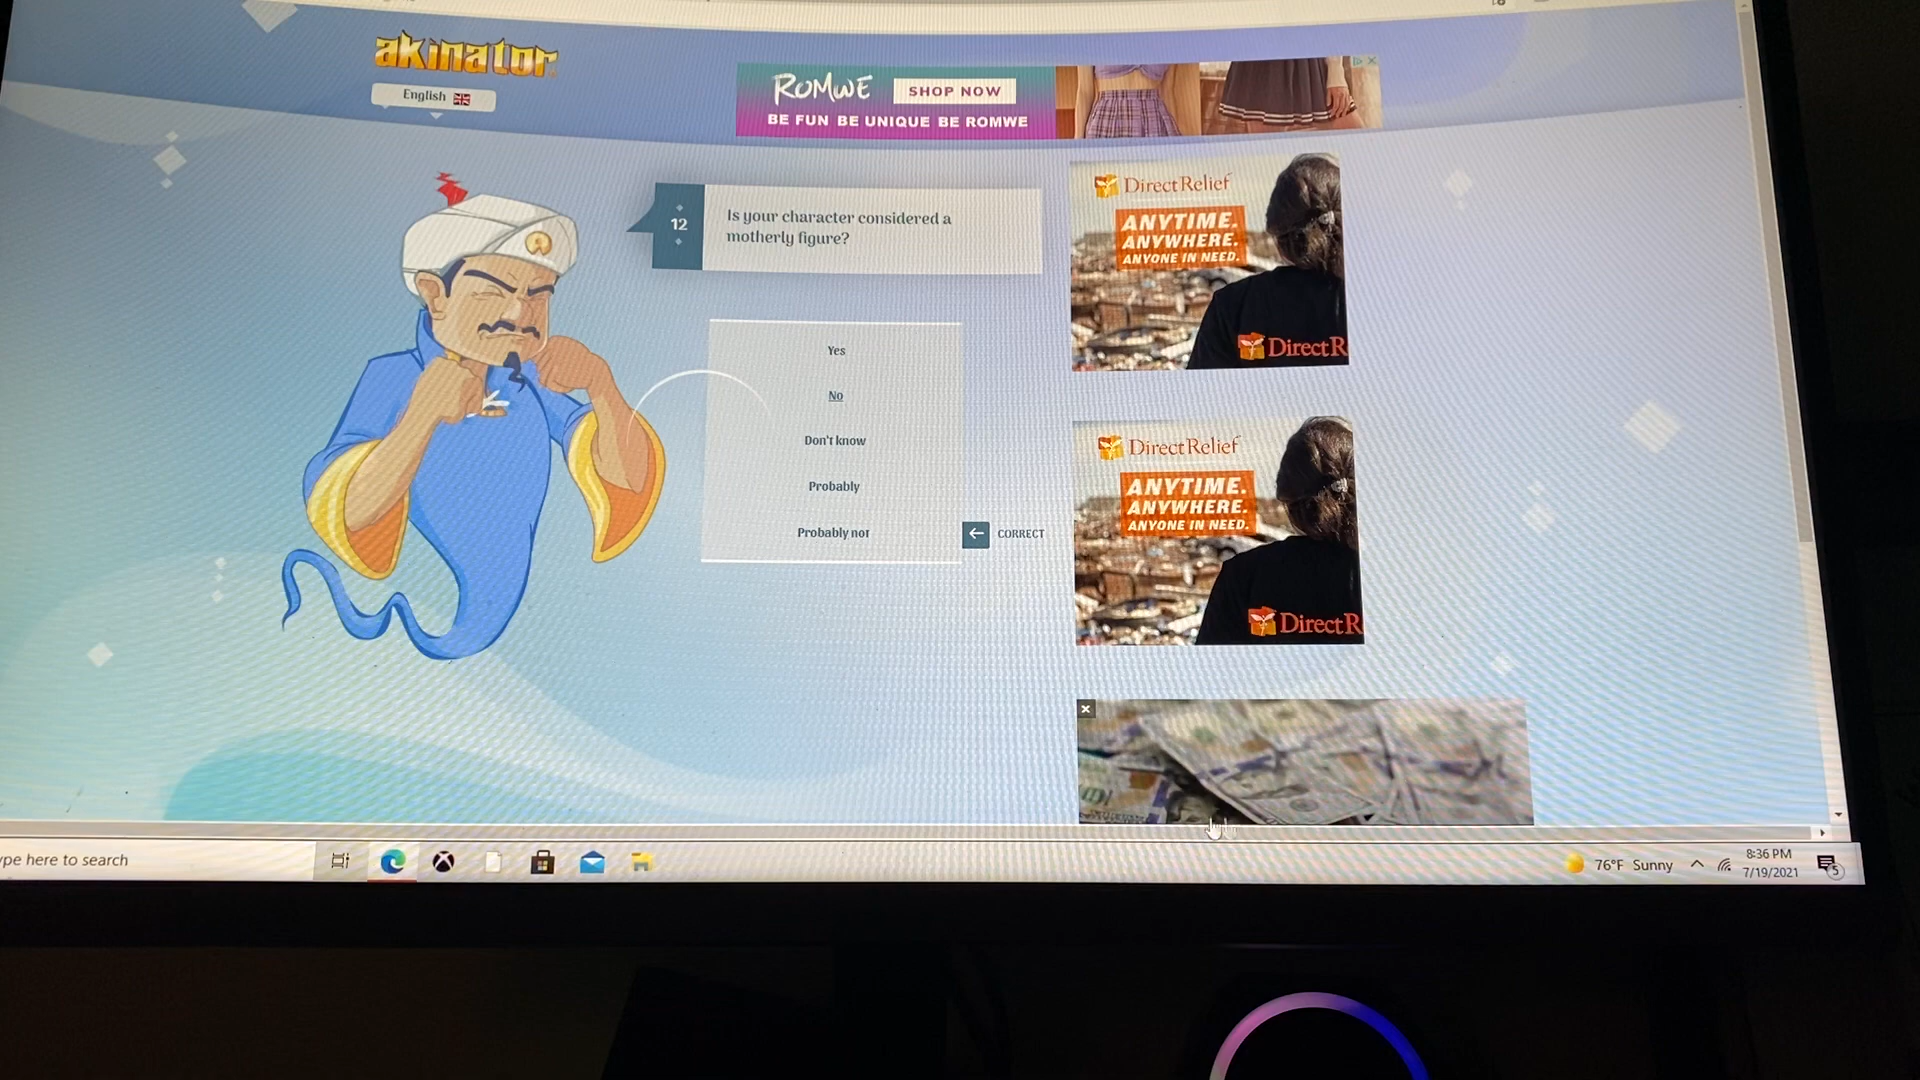 akinator
English
ROMWE
SHOP NOW
BE FUN BE UNIQUE BE ROMWE
12
Is your character considered a
motherly figure?
Yes
No
Don't know
Probably
Probably not
CORRECT
DirectRelief
ANYTIME.
ANYWHERE.
ANYONE IN NEED.
DirectR
DirectRelief
ANYTIME.
ANYWHERE.
ANYONE IN NEED.
DirectR
ype here to search
76°F Sunny
8:36 PM
7/19/2021
5